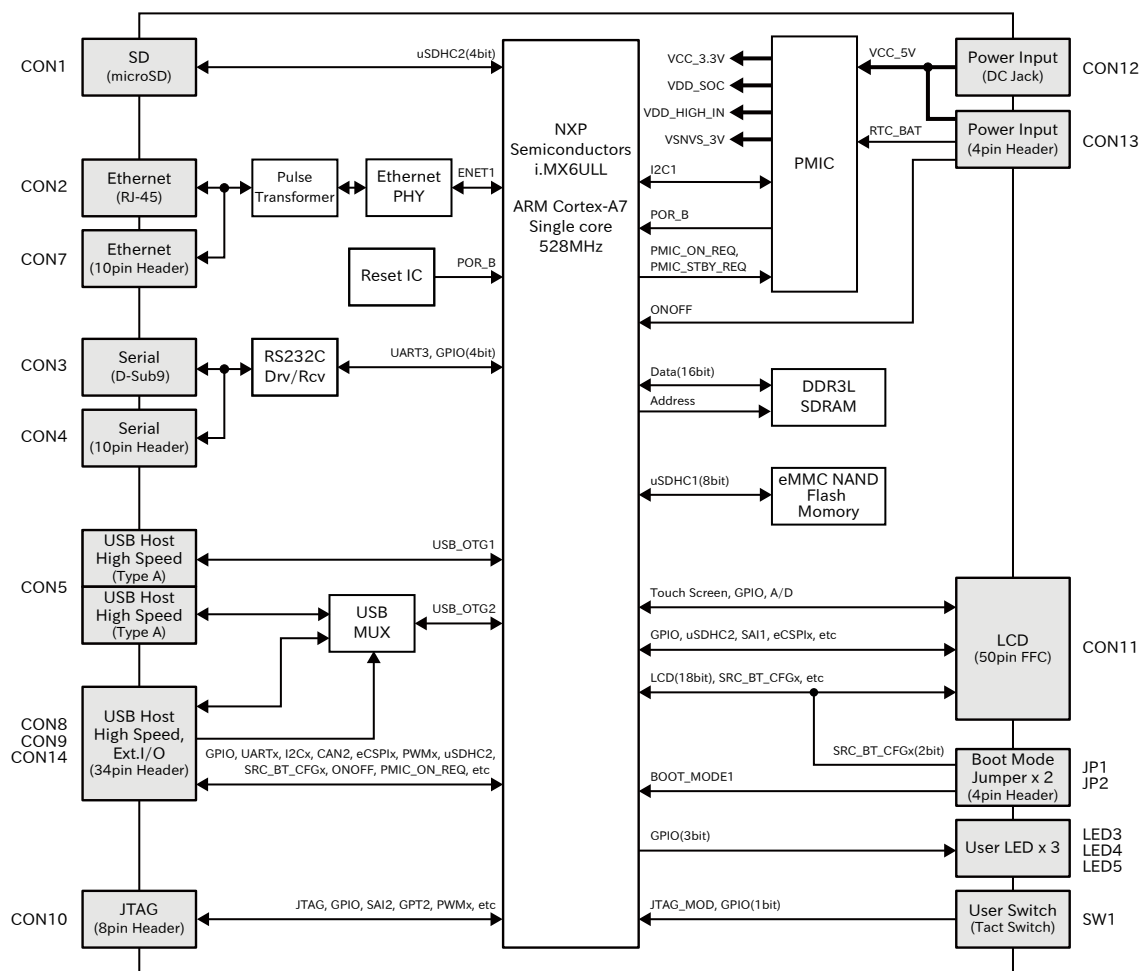 CON1
SD
(microSD)
uSDHC2(4bit)
CON2
Ethernet
(RJ-45)
Pulse
Transformer
Ethernet
PHY
ENET1
CON7
Ethernet
(10pin Header)
Reset IC
POR_B
CON3
Serial
(D-Sub9)
RS232C
Drv/Rcv
UART3, GPIO(4bit)
CON4
Serial
(10pin Header)
CON5
USB Host
High Speed
(Type A)
USB_OTG1
USB Host
High Speed
(Type A)
USB
MUX
USB_OTG2
CON8
CON9
CON14
USB Host
High Speed,
Ext.I/O
(34pin Header)
GPIO, UARTx, I2Cx, CAN2, eCSPIx, PWMx, uSDHC2,
SRC_BT_CFGx, ONOFF, PMIC_ON_REQ, etc
CON10
JTAG
(8pin Header)
JTAG, GPIO, SAI2, GPT2, PWMx, etc
NXP
Semiconductors
i.MX6ULL
ARM Cortex-A7
Single core
528MHz
VCC_3.3V
VDD_SOC
VDD_HIGH_IN
VSNVS_3V
I2C1
POR_B
PMIC_ON_REQ,
PMIC_STBY_REQ
ONOFF
PMIC
VCC_5V
RTC_BAT
Power Input
(DC Jack)
CON12
Power Input
(4pin Header)
CON13
Data(16bit)
Address
DDR3L
SDRAM
uSDHC1(8bit)
eMMC NAND
Flash
Momory
Touch Screen, GPIO, A/D
GPIO, uSDHC2, SAI1, eCSPIx, etc
LCD(18bit), SRC_BT_CFGx, etc
LCD
(50pin FFC)
CON11
SRC_BT_CFGx(2bit)
BOOT_MODE1
Boot Mode
Jumper x 2
(4pin Header)
JP1
JP2
GPIO(3bit)
User LED x 3
LED3
LED4
LED5
JTAG_MOD, GPIO(1bit)
User Switch
(Tact Switch)
SW1